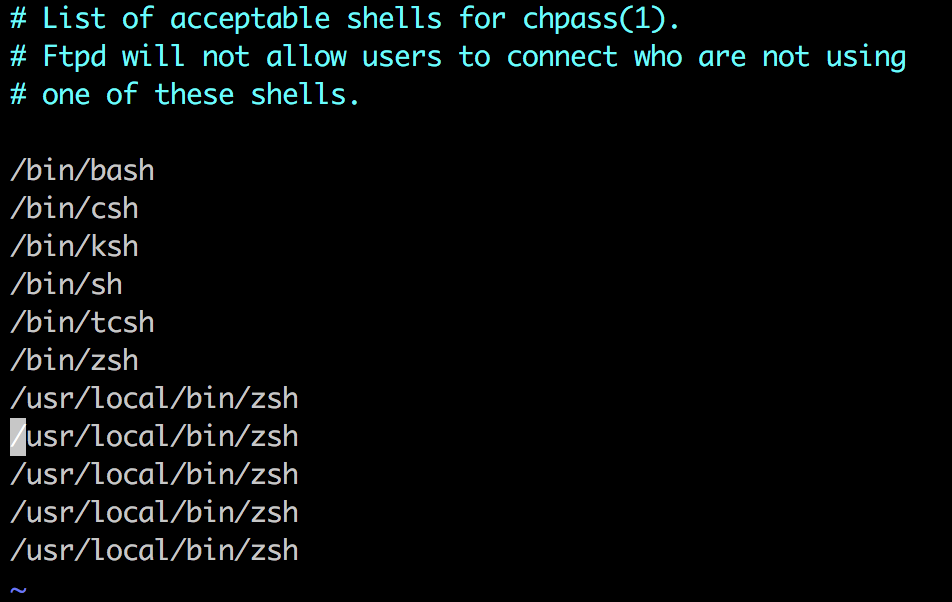 # List of acceptable shells for chpass(1).
# Ftpd will not allow users to connect who are not using
# one of these shells.

/bin/bash
/bin/csh
/bin/ksh
/bin/sh
/bin/tcsh
/bin/zsh
/usr/local/bin/zsh
/usr/local/bin/zsh
/usr/local/bin/zsh
/usr/local/bin/zsh
/usr/local/bin/zsh
~